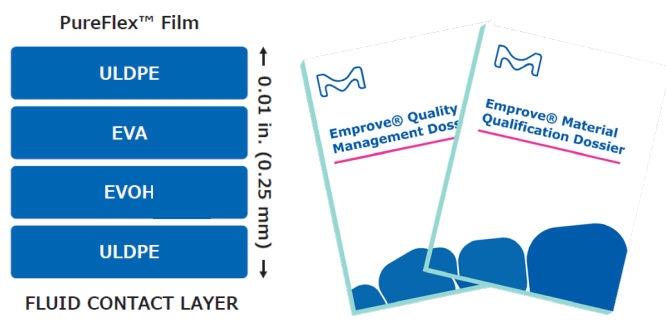 PureFlex™ Film
ULDPE
EVA
EVOH
ULDPE
0.01 in. (0.25 mm)
FLUID CONTACT LAYER
Emprove® Quality
Management Doss
Emprove® Material
Qualification Dossier